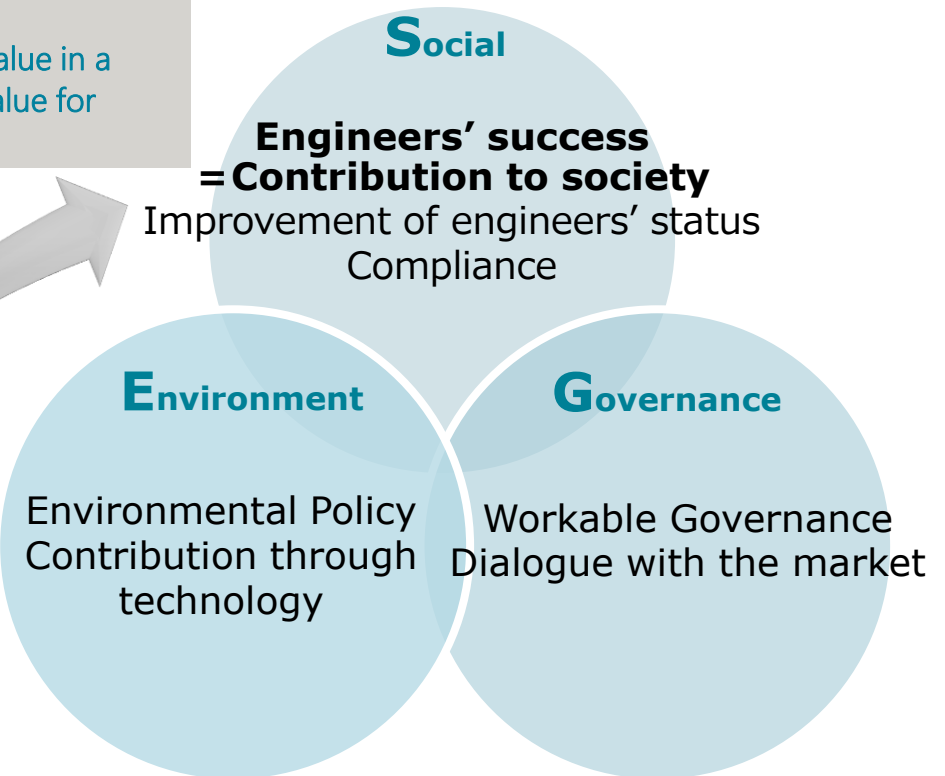 alue in a
alue for
Social
Engineers’ success
=Contribution to society
Improvement of engineers’ status
Compliance
Environment
Environmental Policy
Contribution through
technology
Governance
Workable Governance
Dialogue with the market